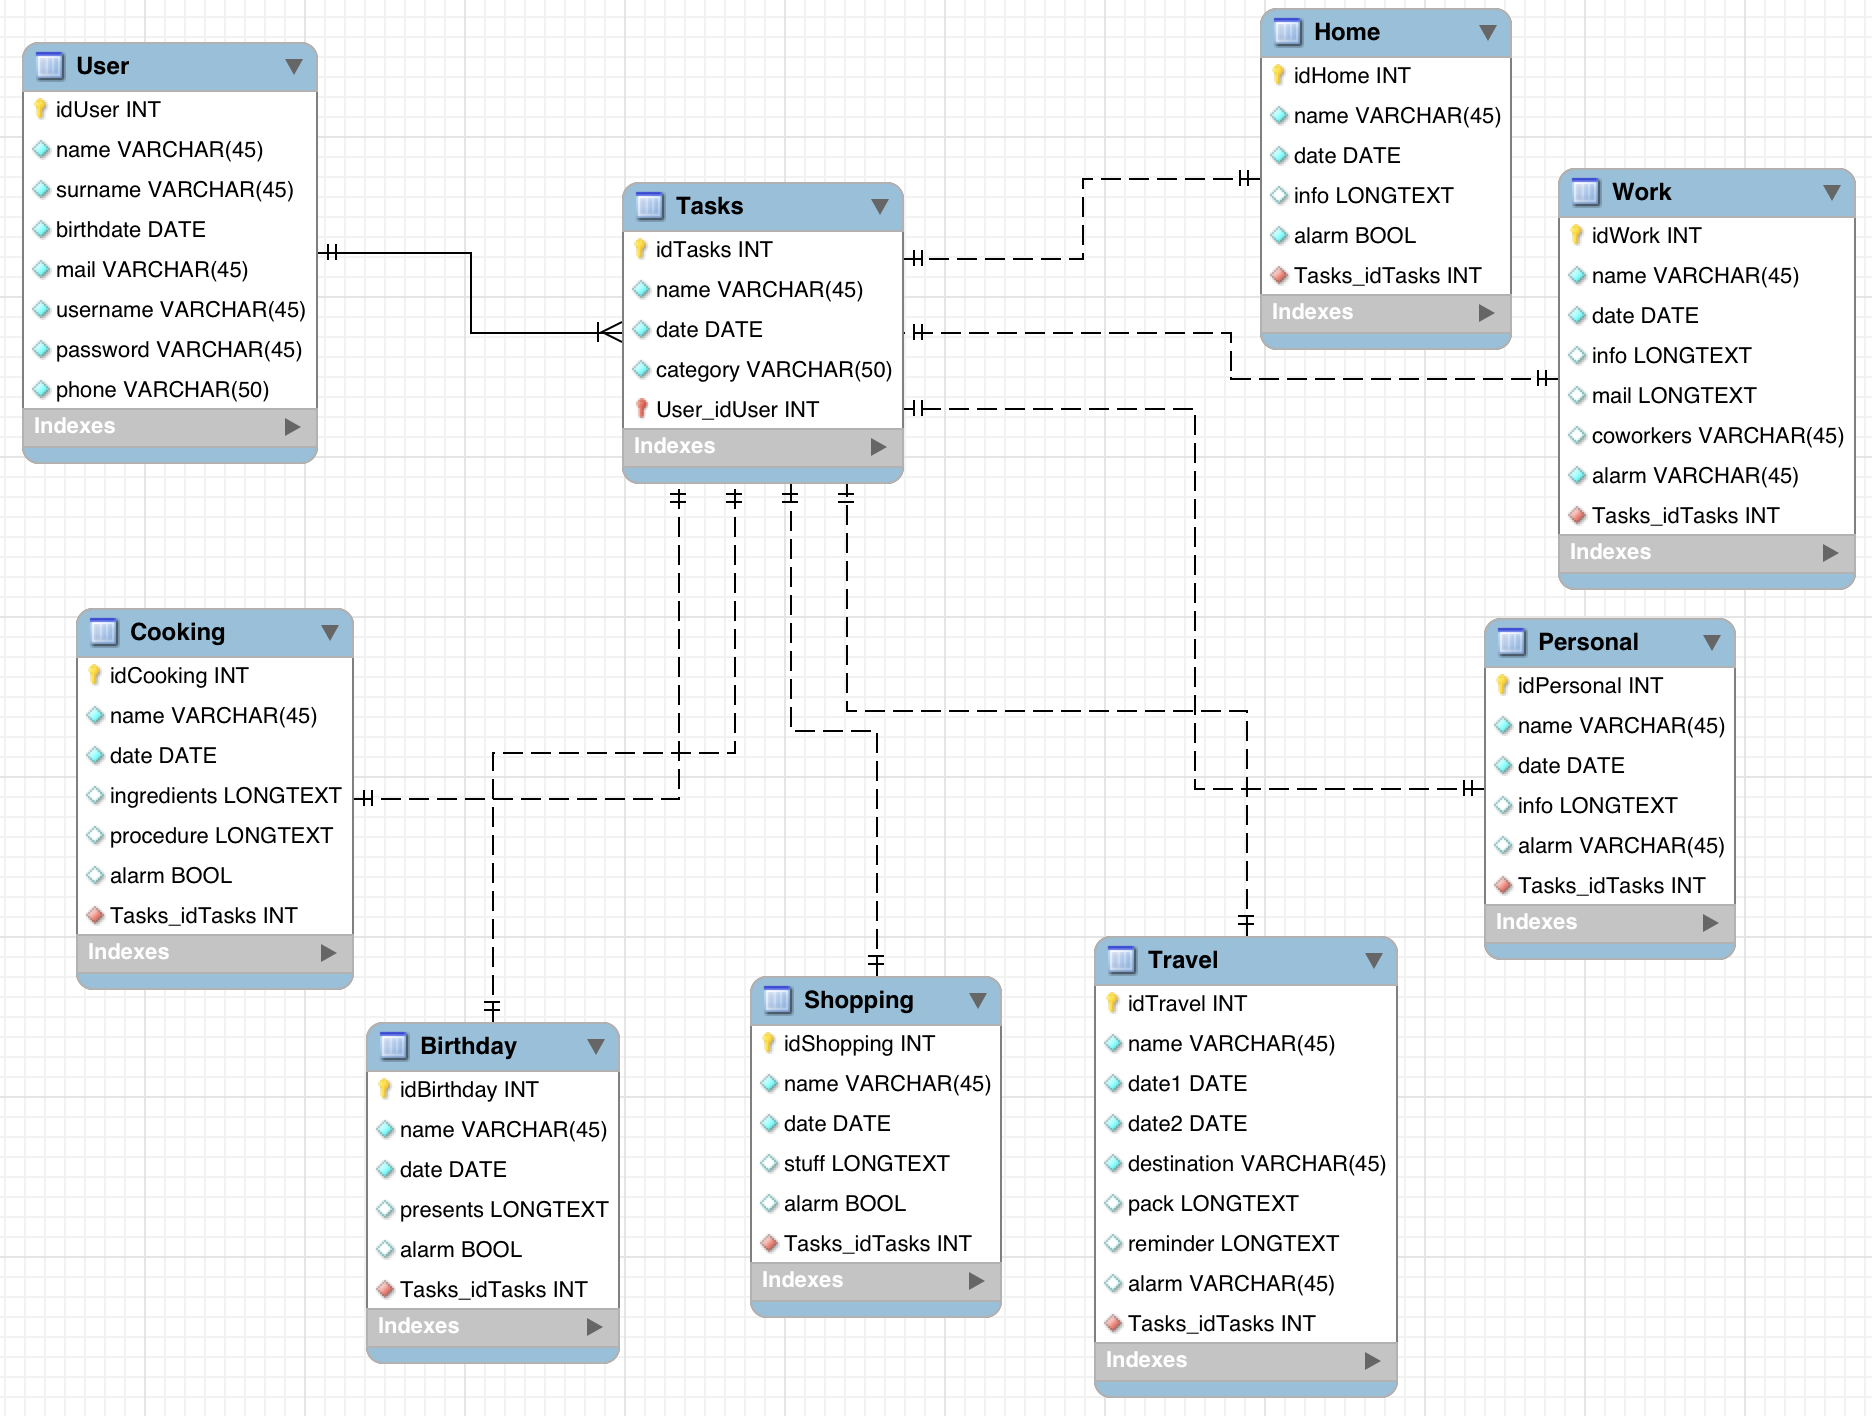 User
idUser INT
name VARCHAR(45)
surname VARCHAR(45)
birthdate DATE
mail VARCHAR(45)
username VARCHAR(45)
password VARCHAR(45)
phone VARCHAR(50)
Indexes
Tasks
idTasks INT
name VARCHAR(45)
date DATE
category VARCHAR(50)
User_idUser INT
Indexes
Home
idHome INT
name VARCHAR(45)
date DATE
info LONGTEXT
alarm BOOL
Tasks_idTasks INT
Indexes
Work
idWork INT
name VARCHAR(45)
date DATE
info LONGTEXT
mail LONGTEXT
coworkers VARCHAR(45)
alarm VARCHAR(45)
Tasks_idTasks INT
Indexes
Cooking
idCooking INT
name VARCHAR(45)
date DATE
ingredients LONGTEXT
procedure LONGTEXT
alarm BOOL
Tasks_idTasks INT
Indexes
Personal
idPersonal INT
name VARCHAR(45)
date DATE
info LONGTEXT
alarm VARCHAR(45)
Tasks_idTasks INT
Indexes
Birthday
idBirthday INT
name VARCHAR(45)
date DATE
presents LONGTEXT
alarm BOOL
Tasks_idTasks INT
Indexes
Shopping
idShopping INT
name VARCHAR(45)
date DATE
stuff LONGTEXT
alarm BOOL
Tasks_idTasks INT
Indexes
Travel
idTravel INT
name VARCHAR(45)
date1 DATE
date2 DATE
destination VARCHAR(45)
pack LONGTEXT
reminder LONGTEXT
alarm VARCHAR(45)
Tasks_idTasks INT
Indexes